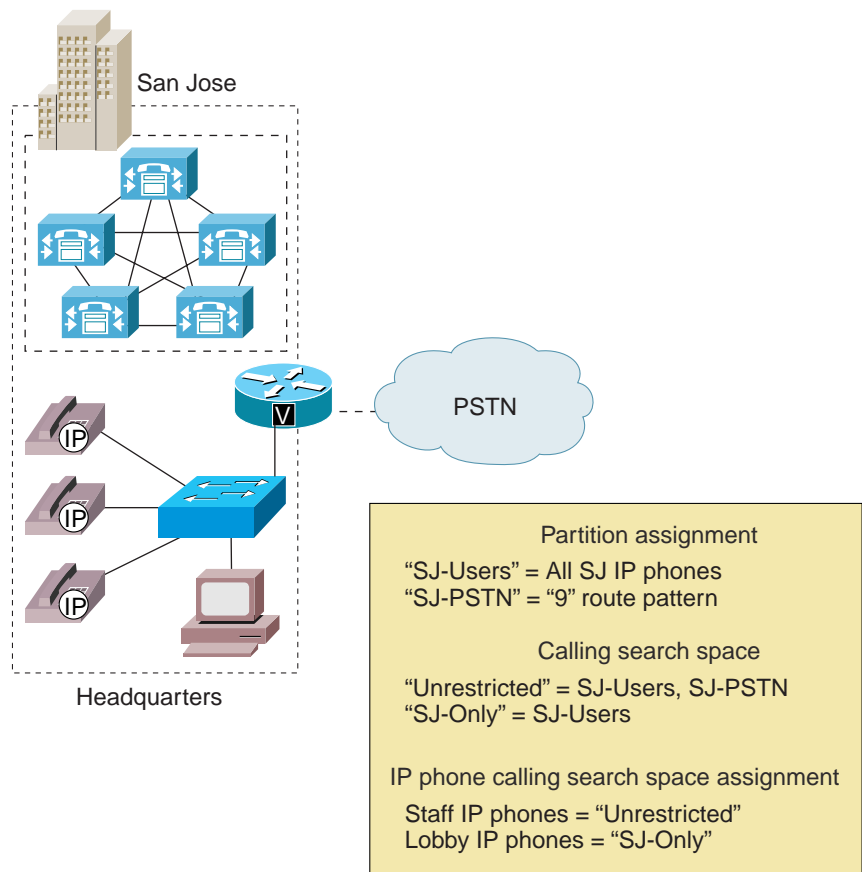 San Jose
V
PSTN
IP
IP
IP
Headquarters
Partition assignment
“SJ-Users” = All SJ IP phones
“SJ-PSTN” = “9” route pattern
Calling search space
“Unrestricted” = SJ-Users, SJ-PSTN
“SJ-Only” = SJ-Users
IP phone calling search space assignment
Staff IP phones = “Unrestricted”
Lobby IP phones = “SJ-Only”